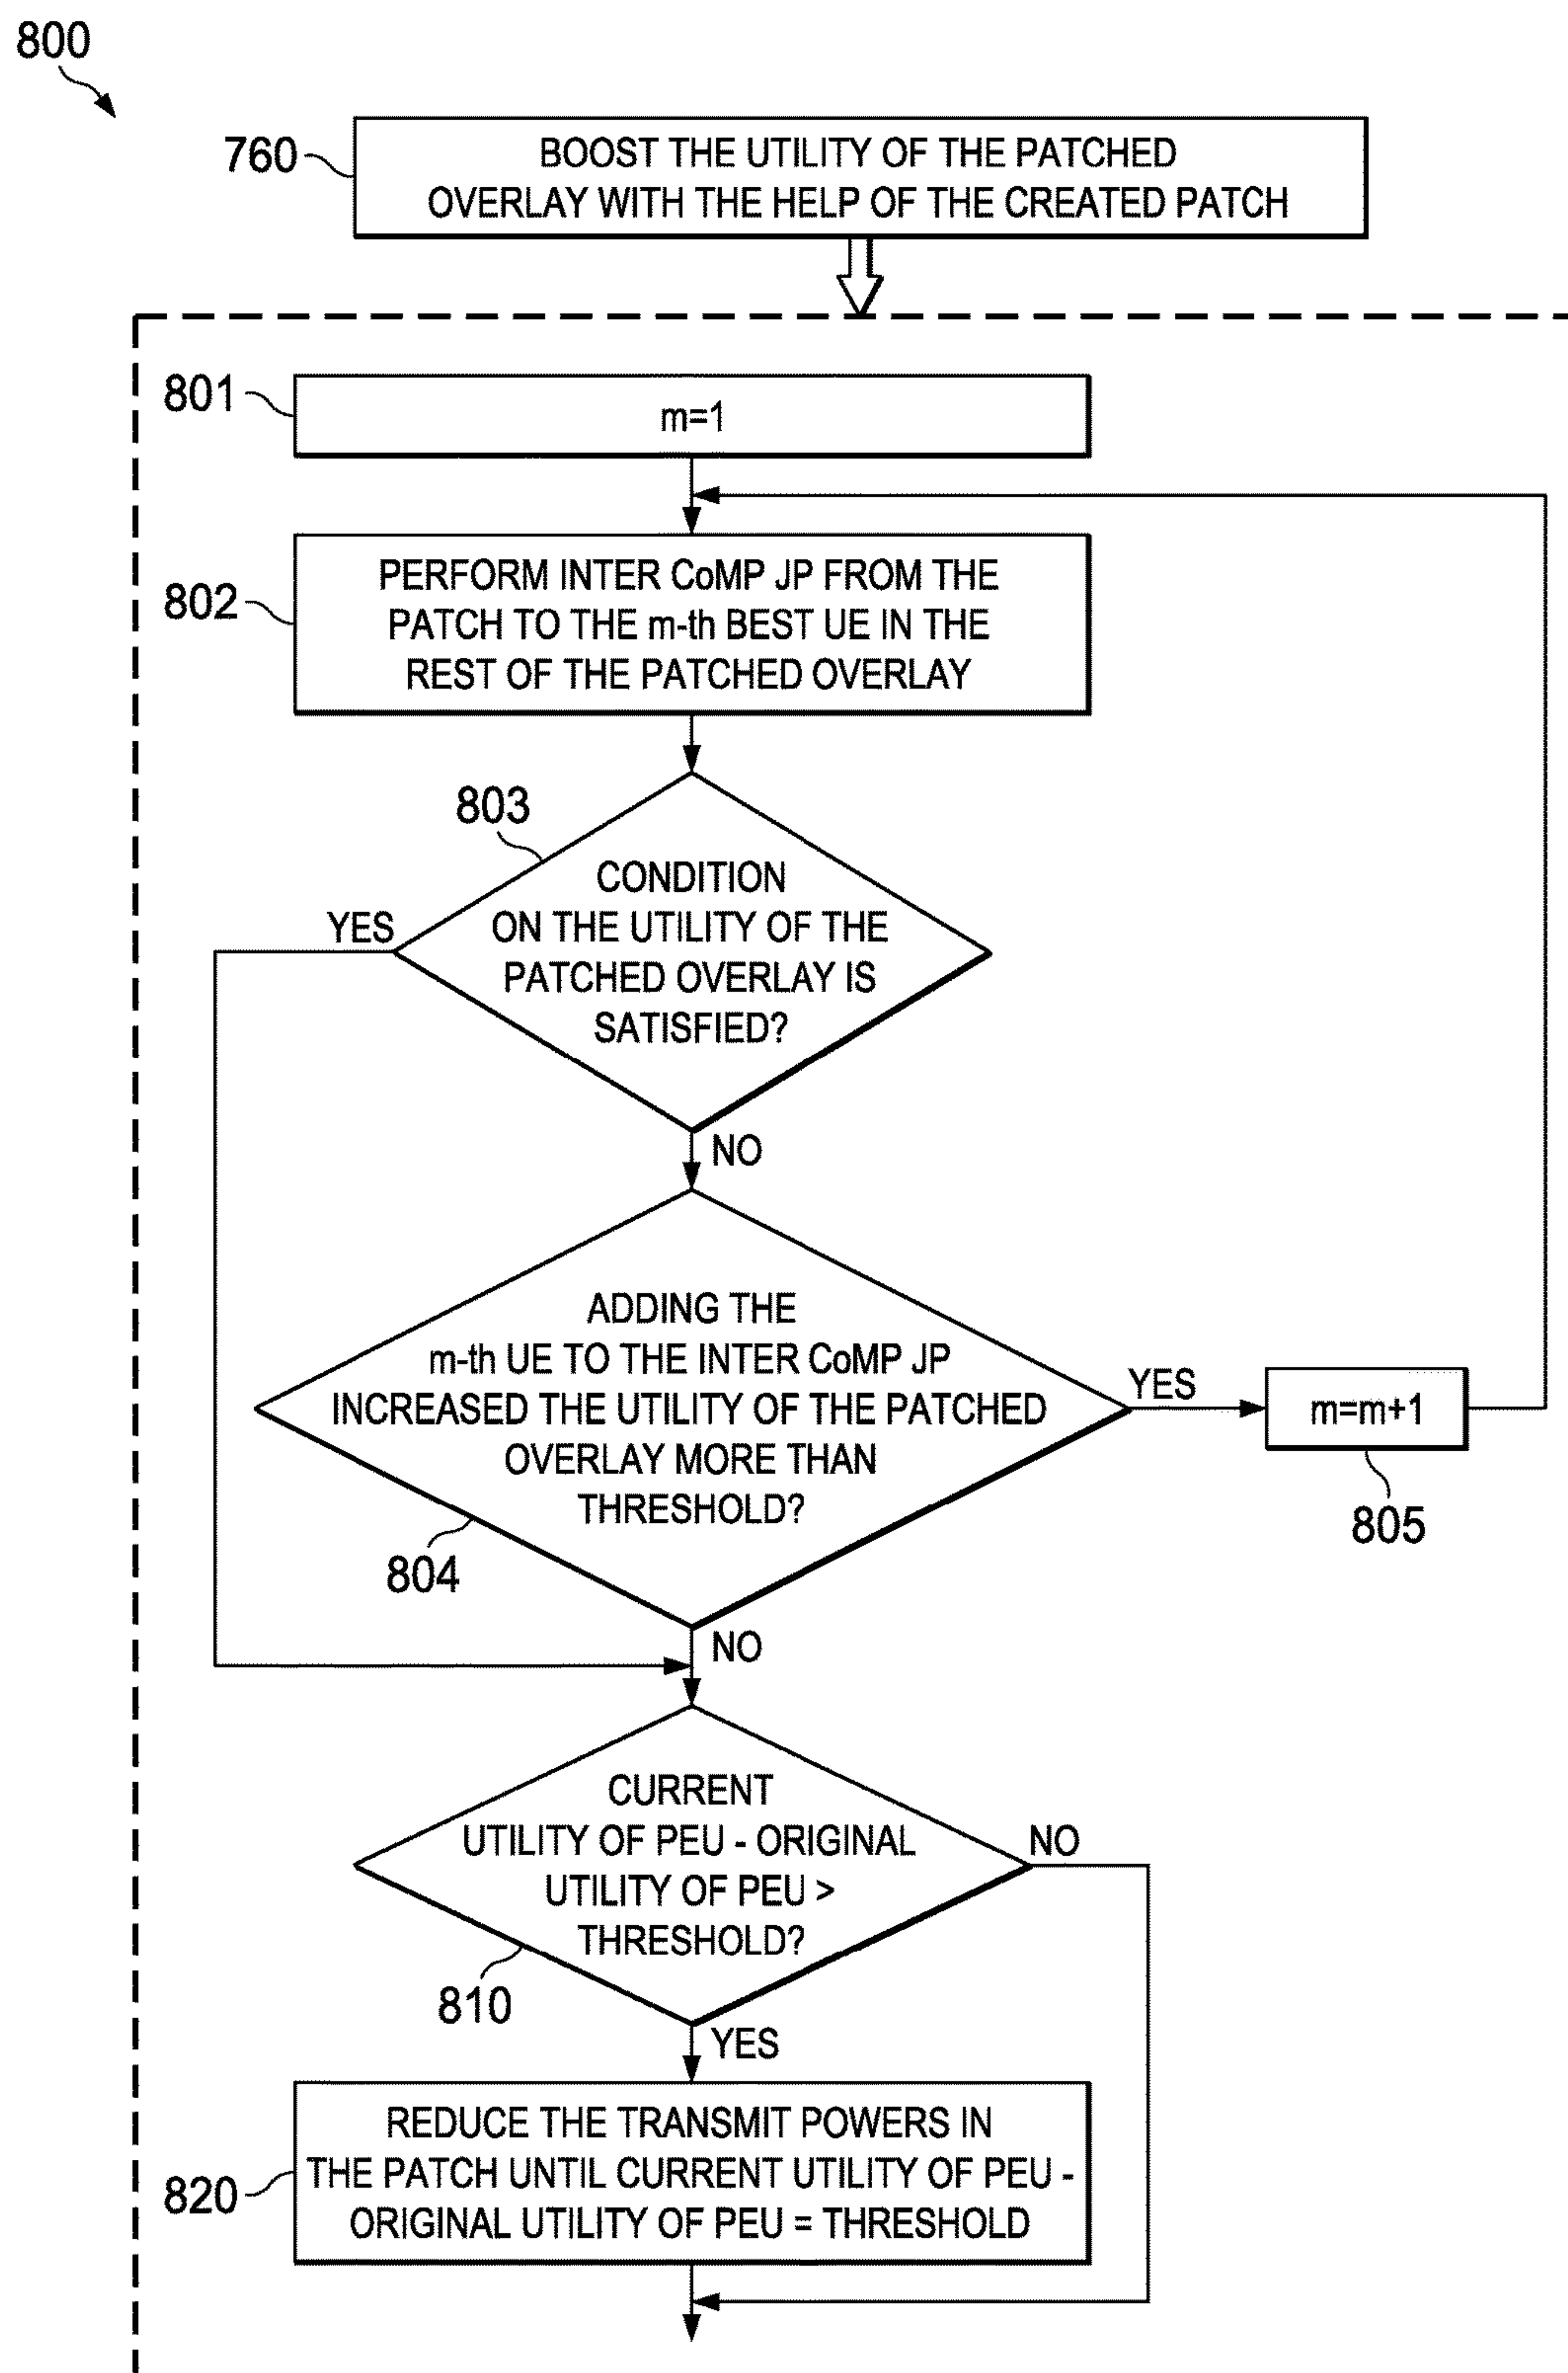 800
760
BOOST THE UTILITY OF THE PATCHED
OVERLAY WITH THE HELP OF THE CREATED PATCH
801
m=1
802
PERFORM INTER CoMP JP FROM THE
PATCH TO THE m-th BEST UE IN THE
REST OF THE PATCHED OVERLAY
803
CONDITION
ON THE UTILITY OF THE
PATCHED OVERLAY IS
SATISFIED?
YES
NO
ADDING THE
m-th UE TO THE INTER CoMP JP
INCREASED THE UTILITY OF THE PATCHED
OVERLAY MORE THAN
THRESHOLD?
804
YES
m=m+1
805
NO
CURRENT
UTILITY OF PEU - ORIGINAL
UTILITY OF PEU >
THRESHOLD?
810
NO
YES
820
REDUCE THE TRANSMIT POWERS IN
THE PATCH UNTIL CURRENT UTILITY OF PEU -
ORIGINAL UTILITY OF PEU = THRESHOLD